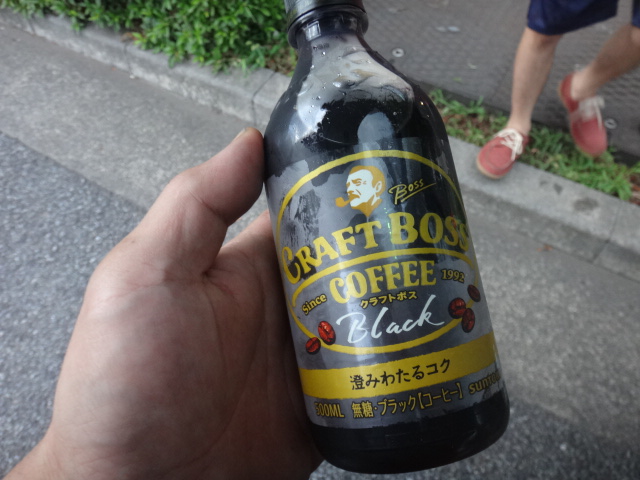 Boss
CRAFT BOSS
COFFEE
Since 1992
クラフトボス
Black
澄みわたるコク
500ML 無糖・ブラック【コーヒー】